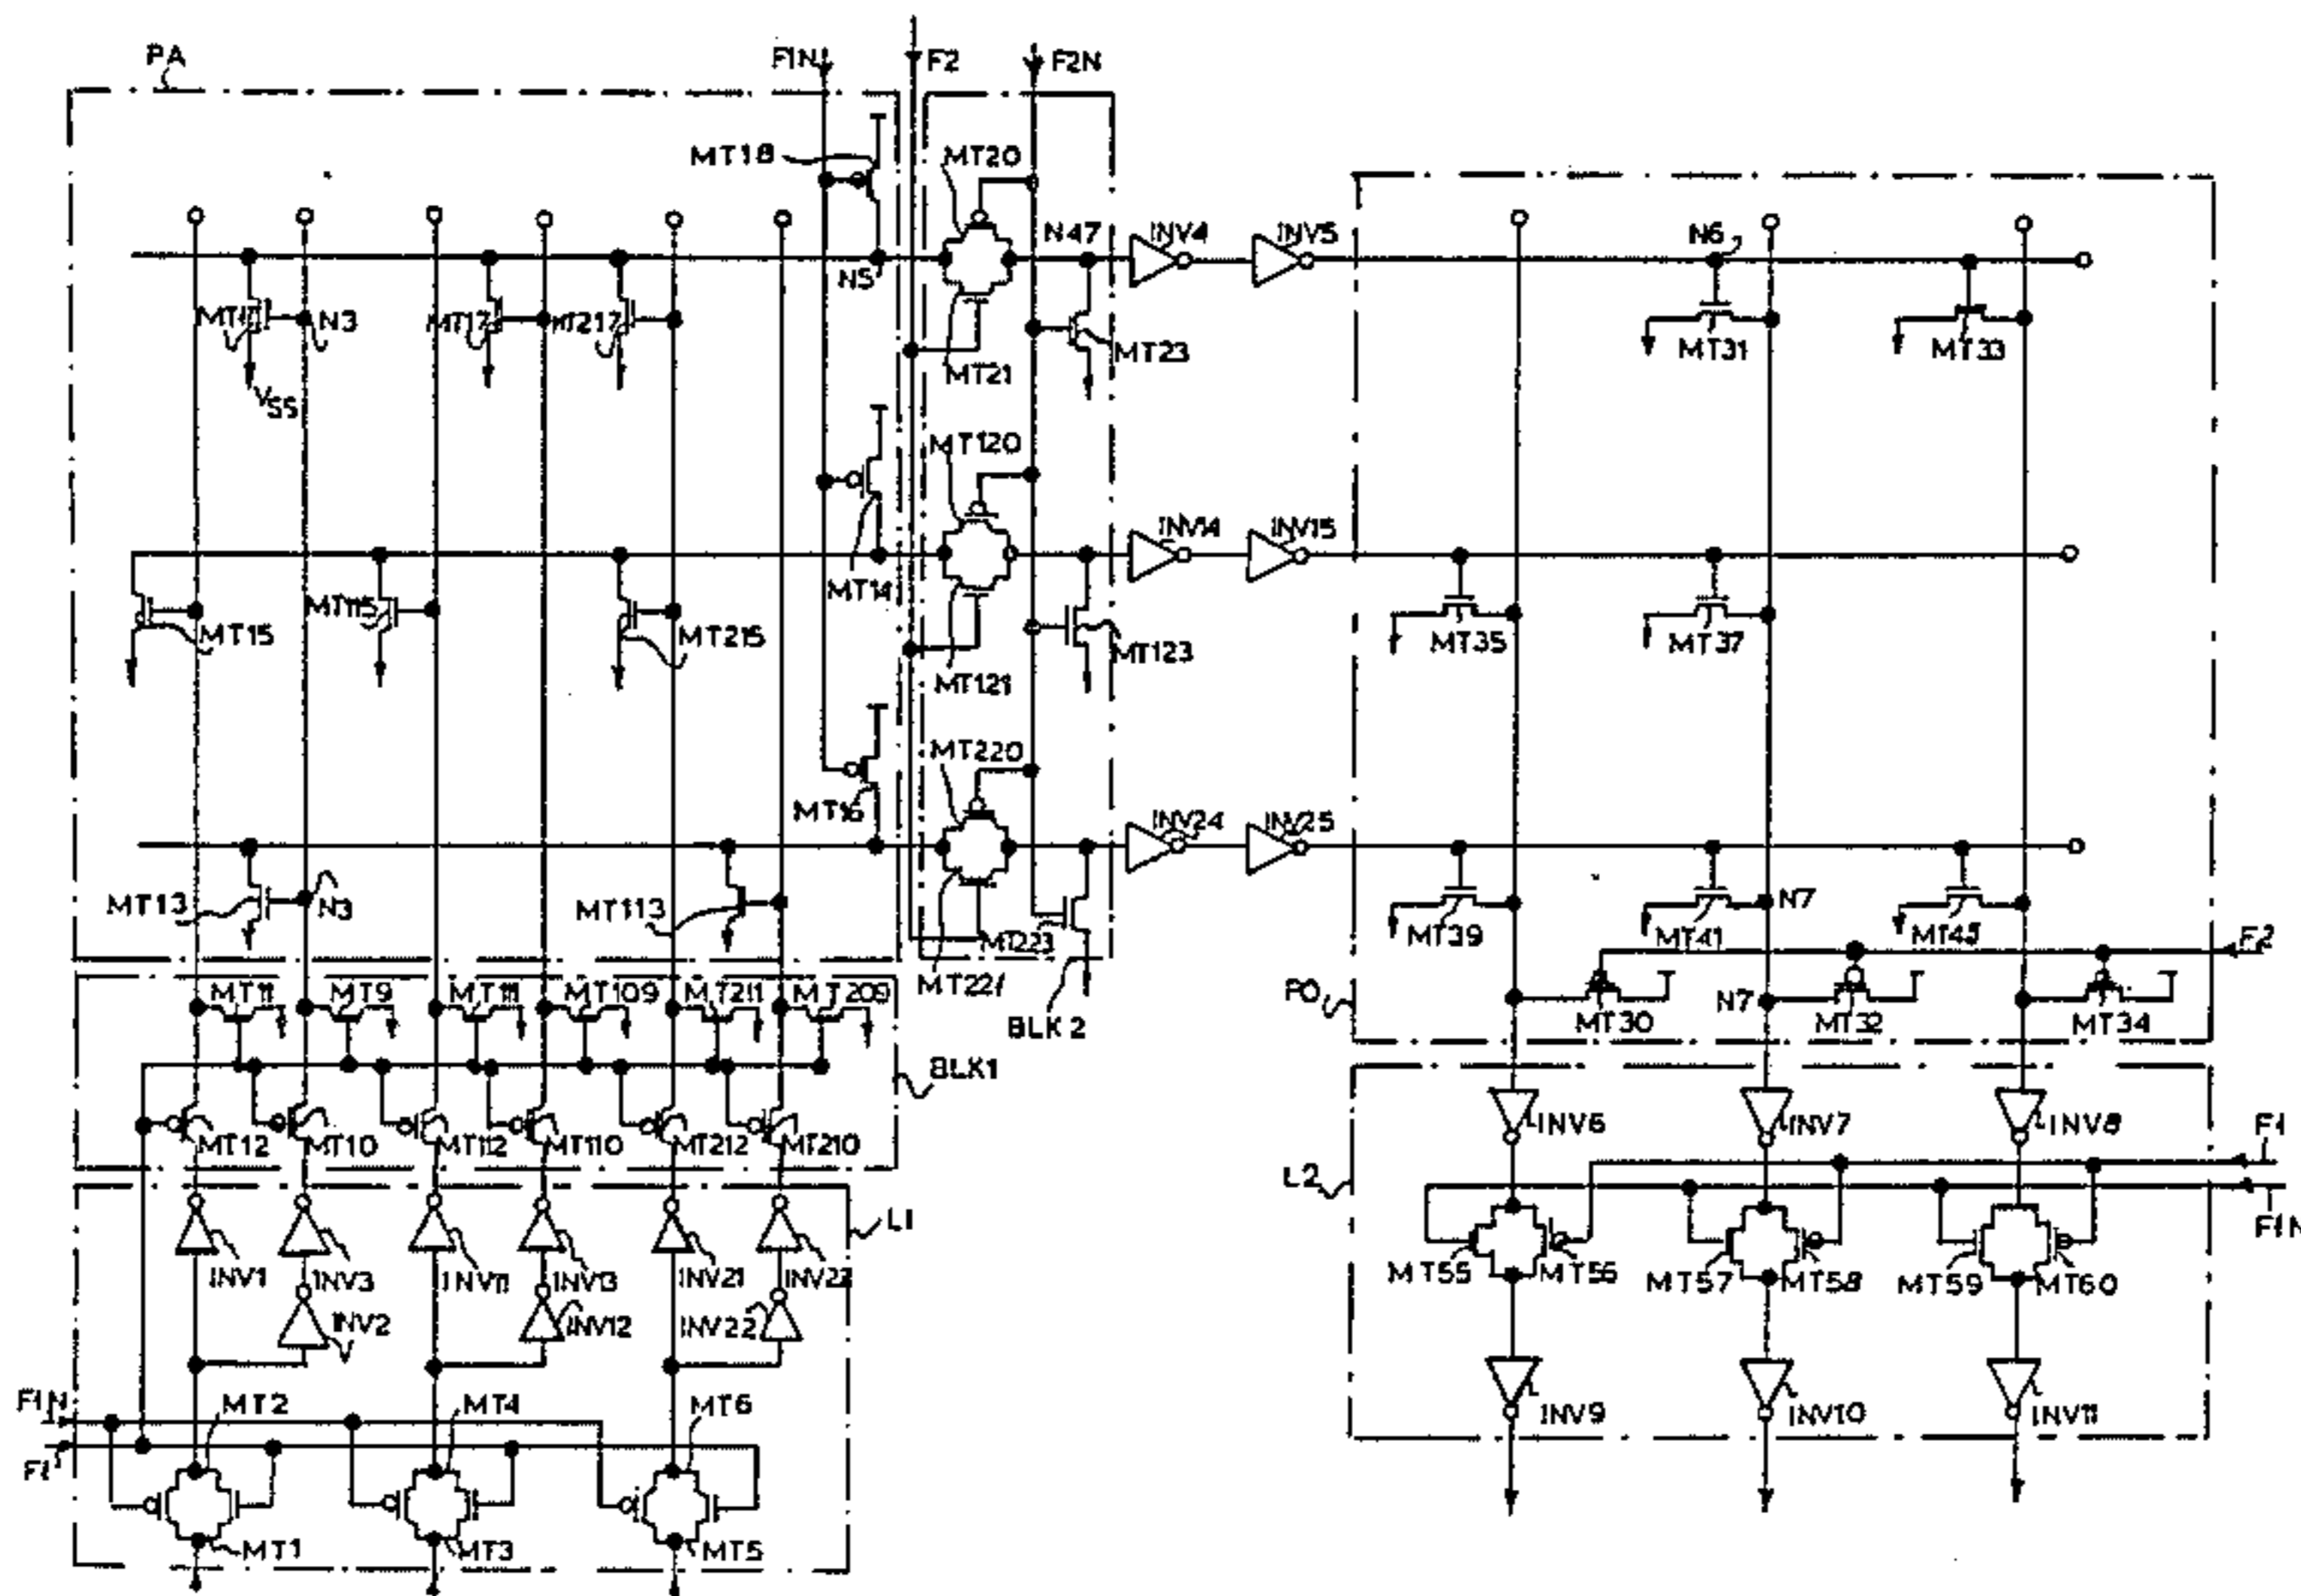 PA F1N F2 F2N
MT18 MT20
N47 INV4 INV5 N6
N5
N3 MT17 MT217
MT21 MT23 MT31 MT33
VSS
MT120
INV14 INV15
MT14
MT15 MT115 MT215 MT121 MT123 MT35 MT37
MT220
MT16 INV24 INV25
MT13 N3 MT113 MT223 MT39 MT41 N7
F2
MT221
MT11 MT9 MT111 MT109 MT211 MT209 BLK2 PO MT30 N7 MT32 MT34
BLK1
MT12 MT10 MT112 MT110 MT212 MT210 INV6 INV7 INV8
F1
L2
L1 F1N
INV1 INV3 INV11 INV13 INV21 MT55 MT56 MT57 MT58 MT59 MT60
INV2 INV12 INV22
F1N MT2 MT4 MT6 INV9 INV10 INV11
F1
MT1 MT3 MT5